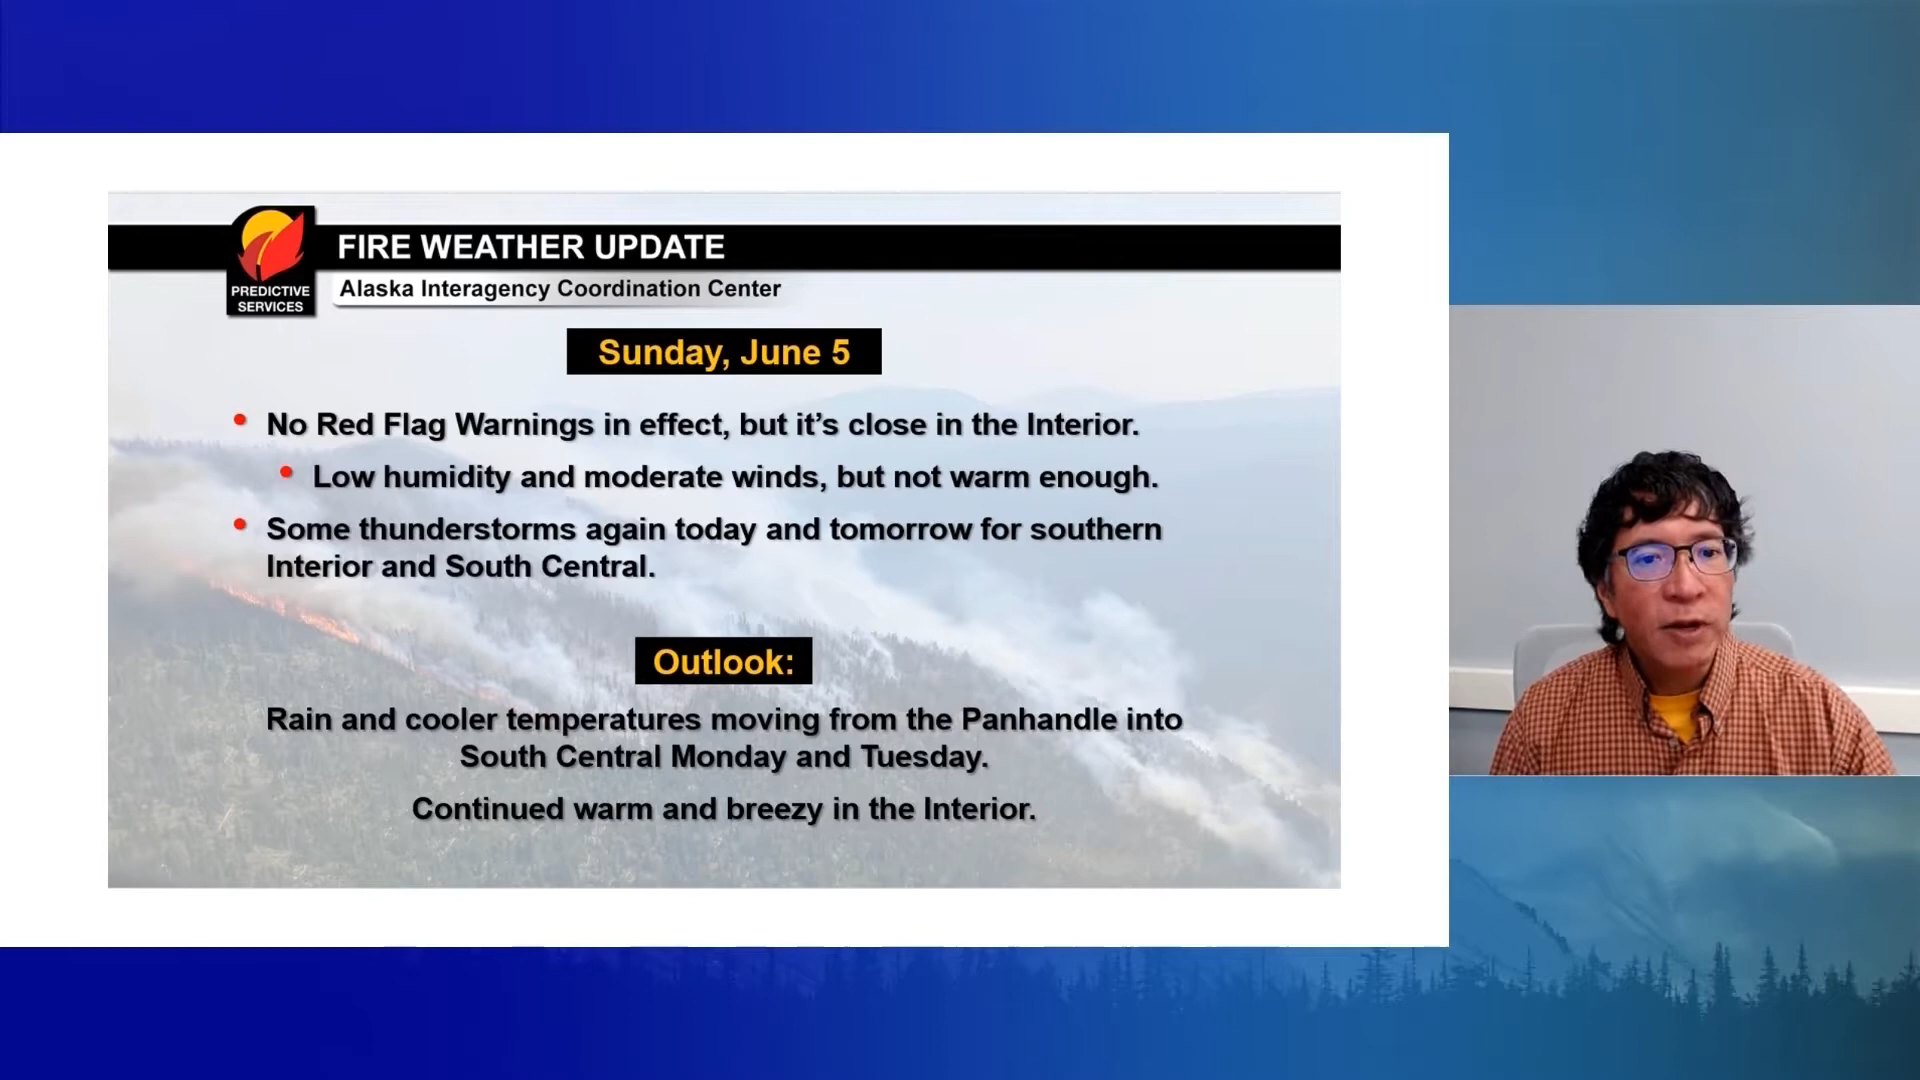 FIRE WEATHER UPDATE
PREDICTIVE
SERVICES
Alaska Interagency Coordination Center
Sunday, June 5
• No Red Flag Warnings in effect, but it’s close in the Interior.
• Low humidity and moderate winds, but not warm enough.
• Some thunderstorms again today and tomorrow for southern
Interior and South Central.
Outlook:
Rain and cooler temperatures moving from the Panhandle into
South Central Monday and Tuesday.
Continued warm and breezy in the Interior.